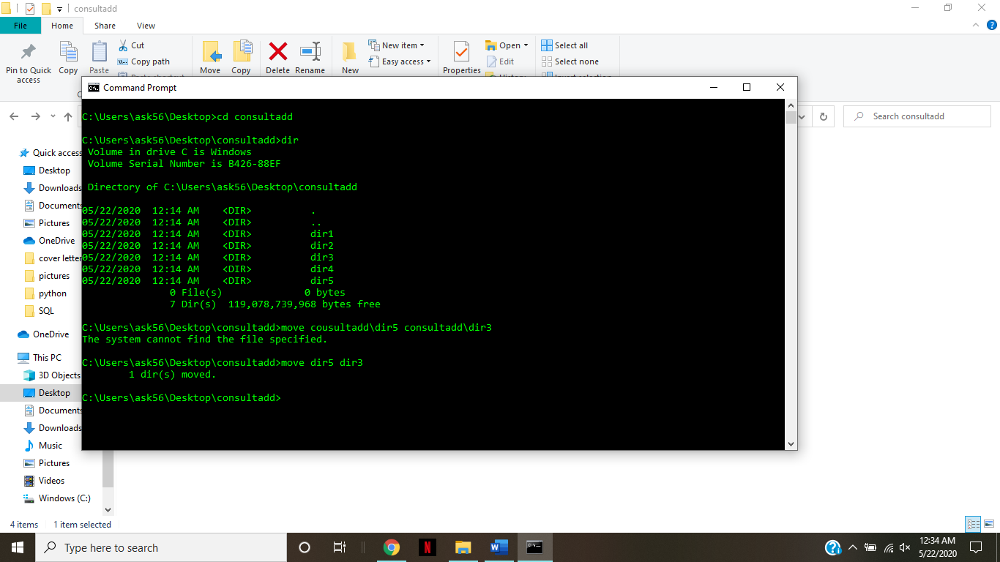 consultadd
File Home Share View
Cut
Copy path
Pin to Quick access
Copy
Paste
Move
Copy
Delete
Rename
New
New item
Easy access
Properties
Open
Edit
Select all
Select none
Search consultadd
Command Prompt
C:\Users\ask56\Desktop>cd consultadd
C:\Users\ask56\Desktop\consultadd>dir
Volume in drive C is Windows
Volume Serial Number is B426-88EF
Directory of C:\Users\ask56\Desktop\consultadd
05/22/2020 12:14 AM <DIR> .
05/22/2020 12:14 AM <DIR> ..
05/22/2020 12:14 AM <DIR> dir1
05/22/2020 12:14 AM <DIR> dir2
05/22/2020 12:14 AM <DIR> dir3
05/22/2020 12:14 AM <DIR> dir4
05/22/2020 12:14 AM <DIR> dir5
0 File(s) 0 bytes
7 Dir(s) 119,078,739,968 bytes free
C:\Users\ask56\Desktop\consultadd>move cousultadd\dir5 consultadd\dir3
The system cannot find the file specified.
C:\Users\ask56\Desktop\consultadd>move dir5 dir3
1 dir(s) moved.
C:\Users\ask56\Desktop\consultadd>
Quick access
Desktop
Downloads
Documents
Pictures
OneDrive
cover letter
pictures
python
SQL
OneDrive
This PC
3D Objects
Desktop
Documents
Downloads
Music
Pictures
Videos
Windows (C:)
4 items 1 item selected
Type here to search
12:34 AM
5/22/2020